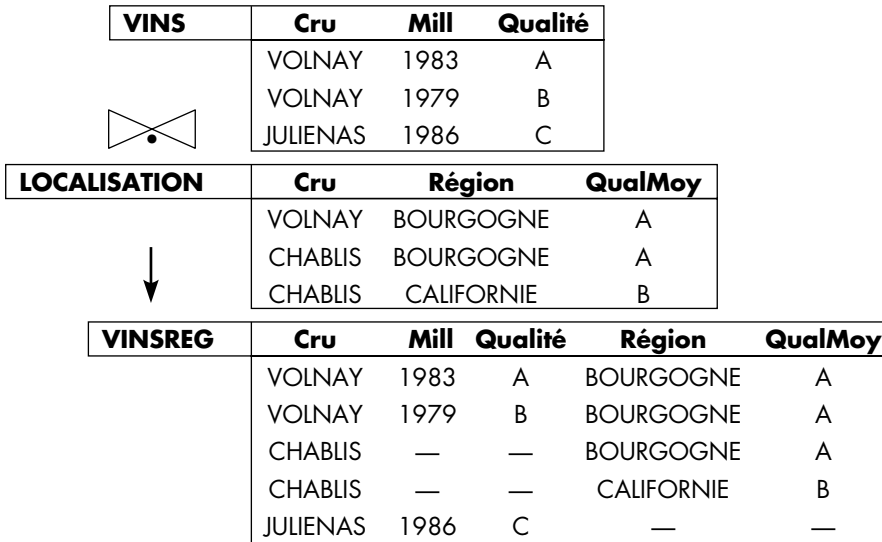 VINS Cru Mill Qualité
VOLNAY 1983 A
VOLNAY 1979 B
JULIENAS 1986 C
LOCALISATION Cru Région QualMoy
VOLNAY BOURGOGNE A
CHABLIS BOURGOGNE A
CHABLIS CALIFORNIE B
VINSREG Cru Mill Qualité Région QualMoy
VOLNAY 1983 A BOURGOGNE A
VOLNAY 1979 B BOURGOGNE A
CHABLIS — — BOURGOGNE A
CHABLIS — — CALIFORNIE B
JULIENAS 1986 C — —